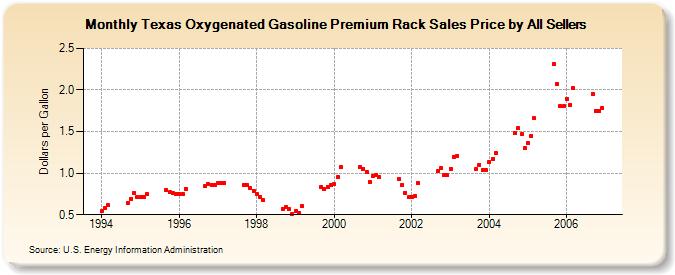 Monthly Texas Oxygenated Gasoline Premium Rack Sales Price by All Sellers
Dollars per Gallon
2.5
2.0
1.5
1.0
0.5
1994 1996 1998 2000 2002 2004 2006
Source: U.S. Energy Information Administration